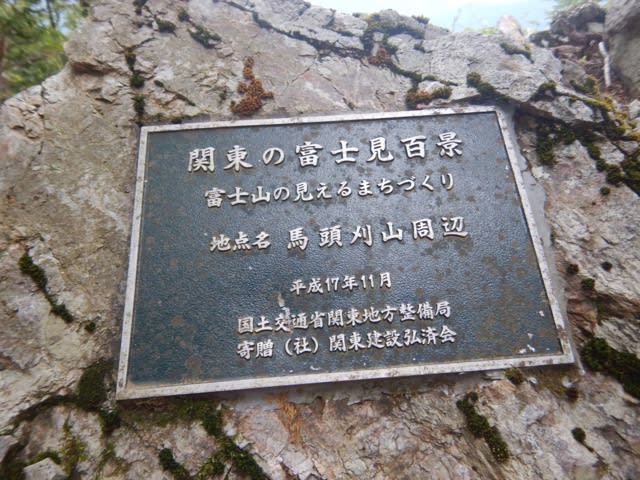 関東の富士見百景
富士山の見えるまちづくり
地点名 馬頭刈山周辺
平成17年11月
国土交通省関東地方整備局
寄贈（社）関東建設弘済会